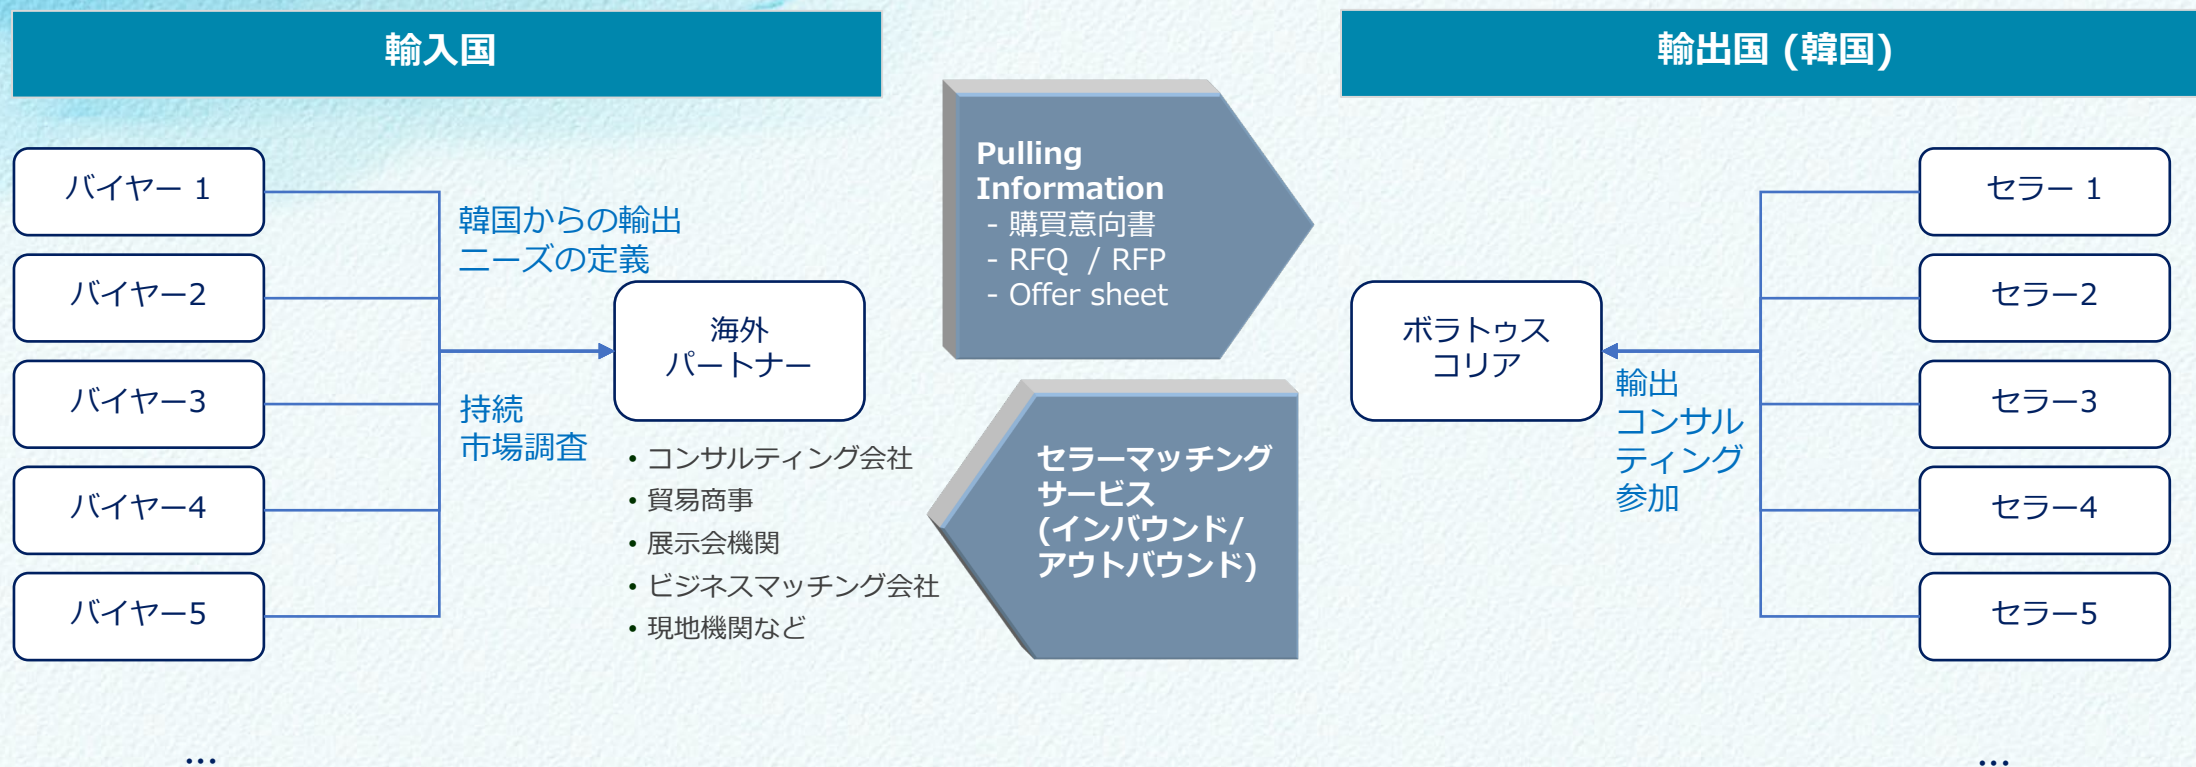 輸入国
輸出国 (韓国)
バイヤー 1
バイヤー2
バイヤー3
バイヤー4
バイヤー5
...
韓国からの輸出
ニーズの定義
持続
市場調査
海外
パートナー
• コンサルティング会社
• 貿易商事
• 展示会機関
• ビジネスマッチング会社
• 現地機関など
Pulling
Information
- 購買意向書
- RFQ / RFP
- Offer sheet
セラーマッチング
サービス
(インバウンド/
アウトバウンド)
ボラトゥス
コリア
輸出
コンサル
ティング
参加
セラー 1
セラー2
セラー3
セラー4
セラー5
...